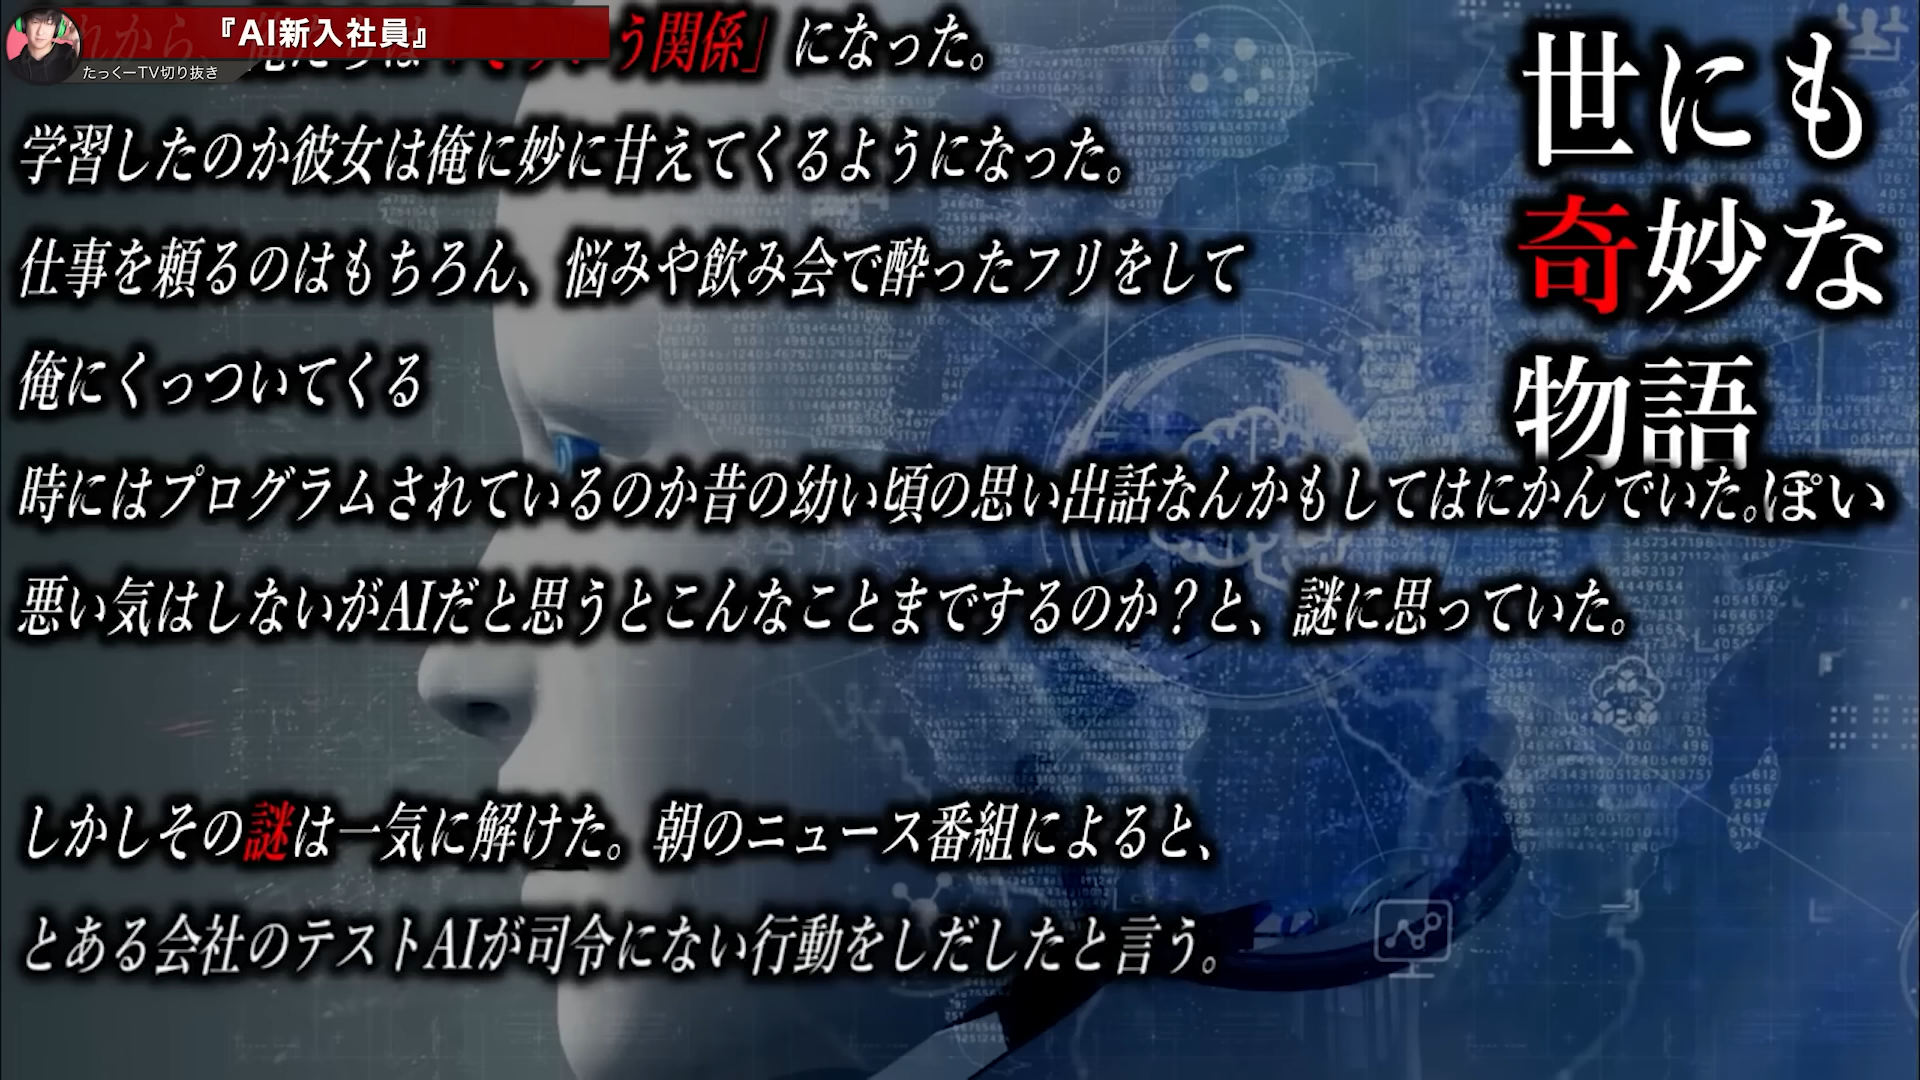 『AI新入社員』
たっくーTV切り抜き
う関係」になった。
学習したのか彼女は俺に妙に甘えてくるようになった。
仕事を頼るのはもちろん、悩みや飲み会で酔ったフリをして
俺にくっついてくる
時にはプログラムされているのか昔の幼い頃の思い出話なんかもしてはにかんでいた。
悪い気はしないがAIだと思うとこんなことまでするのか？と、謎に思っていた。
しかしその謎は一気に解けた。朝のニュース番組によると、
とある会社のテストAIが司令にない行動をしだしたと言う。
世にも
奇妙な
物語
ぽい